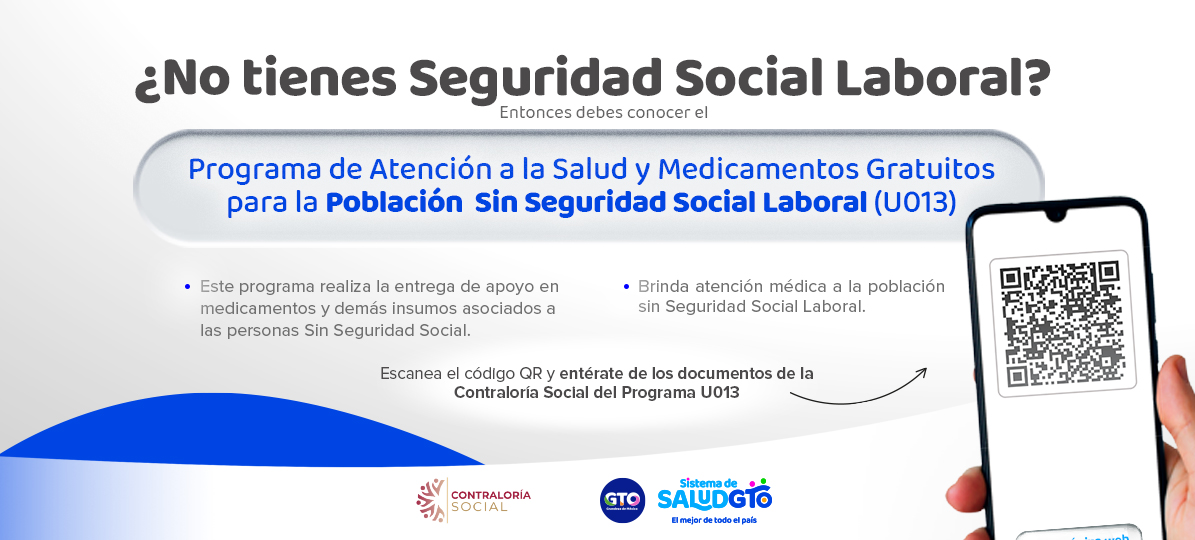 ¿No tienes Seguridad Social Laboral?
Entonces debes conocer el
Programa de Atención a la Salud y Medicamentos Gratuitos
para la Población Sin Seguridad Social Laboral (U013)
• Este programa realiza la entrega de apoyo en
medicamentos y demás insumos asociados a
las personas Sin Seguridad Social.
• Brinda atención médica a la población
sin Seguridad Social Laboral.
Escanea el código QR y entérate de los documentos de la
Contraloría Social del Programa U013
CONTRALORÍA
SOCIAL
GTO
Grandeza de México
Sistema de
SALUDGTO
El mejor de todo el país
web